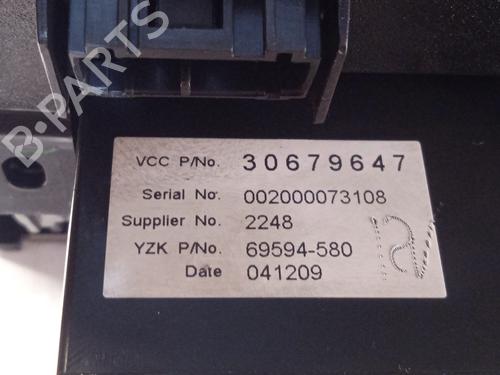 B-PARTS
VCC P/No. 30679647
Serial No. 002000073108
Supplier No. 2248
YZK P/No. 69594-580
Date 041209